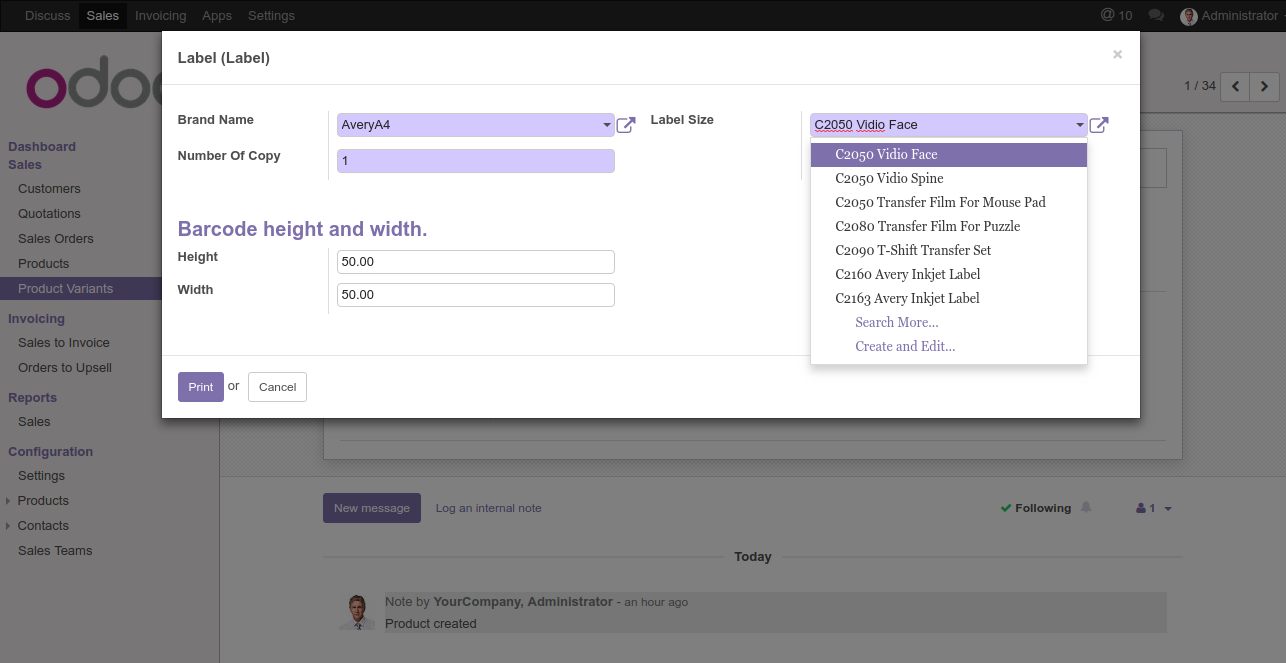 Discuss Sales Invoicing Apps Settings @ 10 Administrator
Label (Label) ×
odoo
1 / 34
Brand Name AveryA4 Label Size C2050 Vidio Face
Number Of Copy 1
C2050 Vidio Face
C2050 Vidio Spine
C2050 Transfer Film For Mouse Pad
C2080 Transfer Film For Puzzle
C2090 T-Shift Transfer Set
C2160 Avery Inkjet Label
C2163 Avery Inkjet Label
Search More...
Create and Edit...
Barcode height and width.
Height 50.00
Width 50.00
Print or Cancel
Dashboard
Sales
Customers
Quotations
Sales Orders
Products
Product Variants
Invoicing
Sales to Invoice
Orders to Upsell
Reports
Sales
Configuration
Settings
Products
Contacts
Sales Teams
New message Log an internal note Following 1
Today
Note by YourCompany, Administrator - an hour ago
Product created